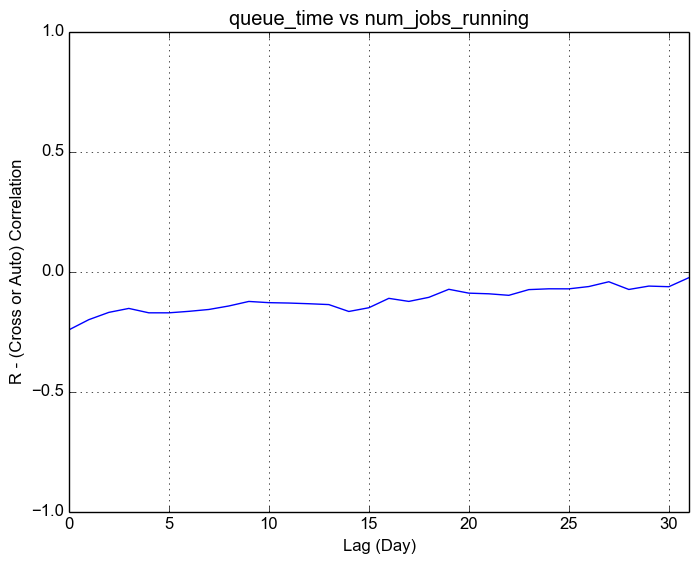 queue_time vs num_jobs_running
1.0
0.5
0.0
−0.5
−1.0
R - (Cross or Auto) Correlation
0 5 10 15 20 25 30
Lag (Day)